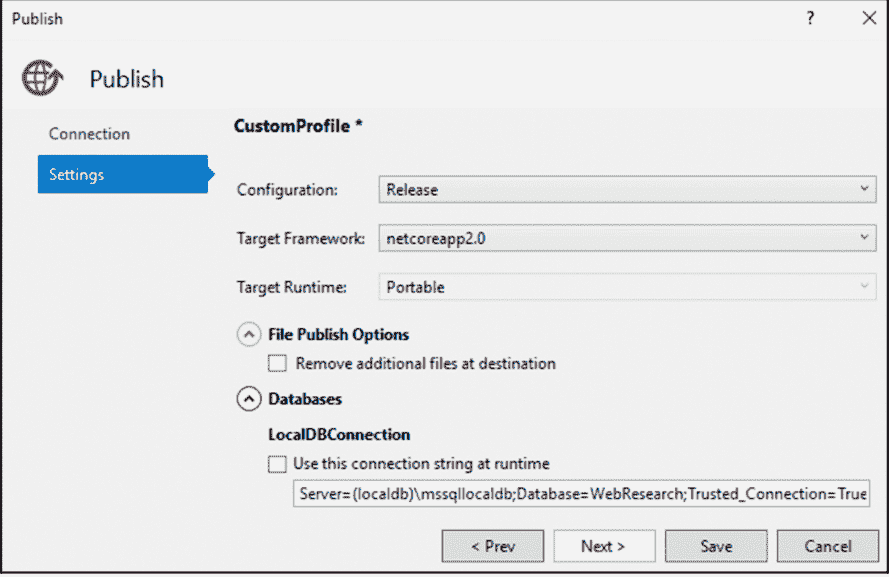 Publish ?
Publish
Connection
Settings
CustomProfile *
Configuration: Release
Target Framework: netcoreapp2.0
Target Runtime: Portable
File Publish Options
Remove additional files at destination
Databases
LocalDBConnection
Use this connection string at runtime
Server=(localdb)\mssqllocaldb;Database=WebResearch;Trusted_Connection=True
< Prev Next > Save Cancel